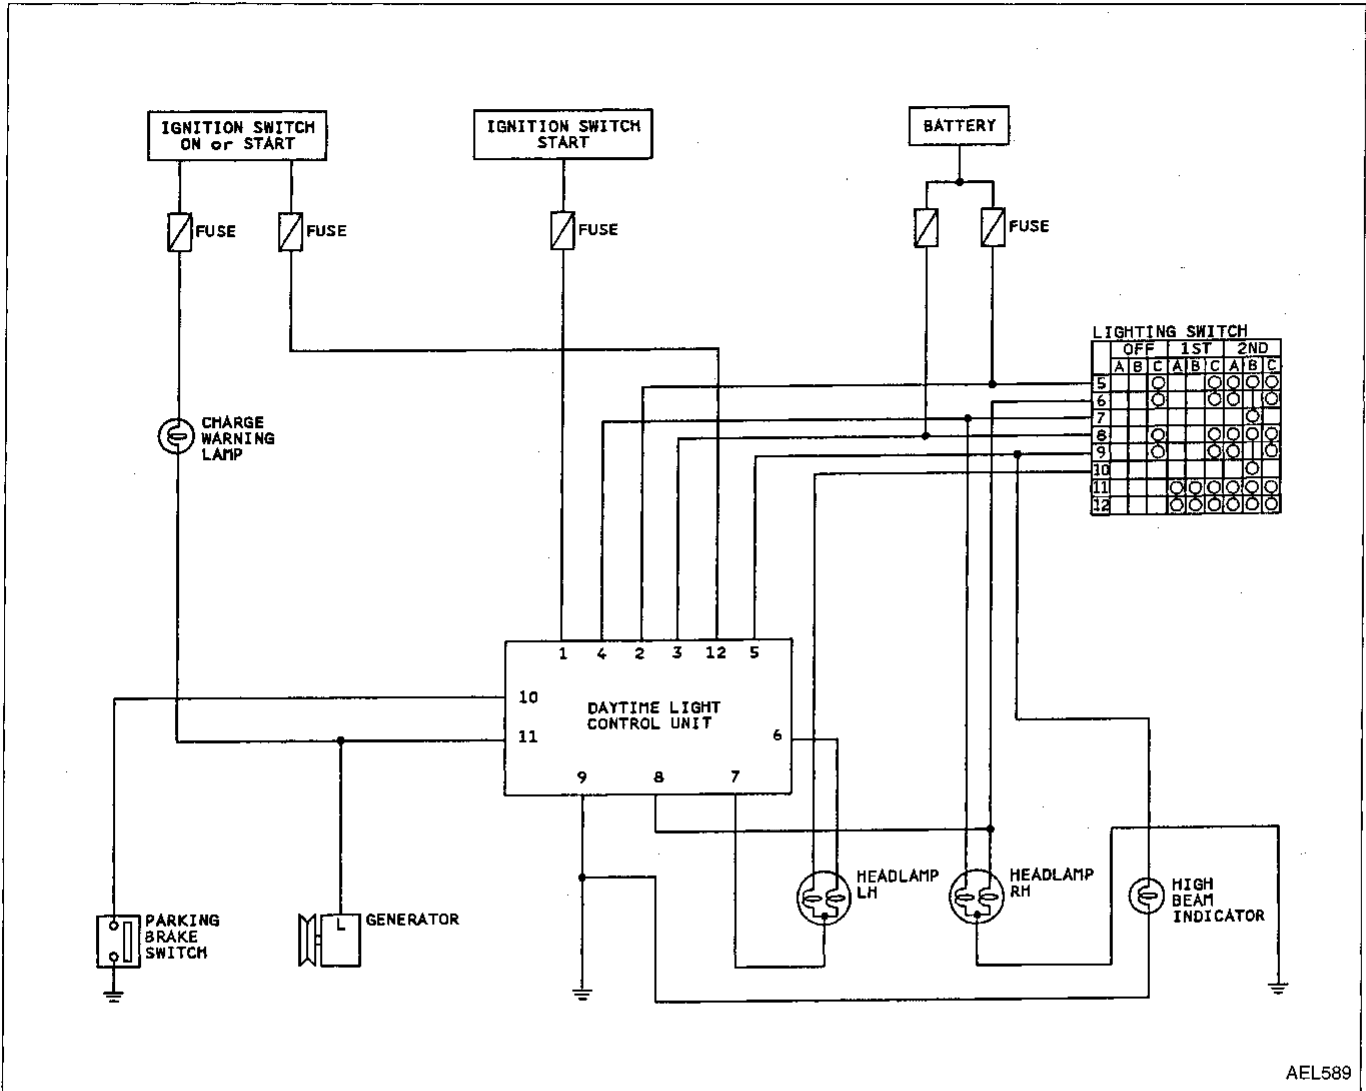 IGNITION SWITCH
ON or START
IGNITION SWITCH
START
BATTERY
FUSE
FUSE
FUSE
FUSE
LIGHTING SWITCH
OFF 1ST 2ND
A B C A B C A B C
5
6
7
8
9
10
11
12
CHARGE
WARNING
LAMP
1 4 2 3 12 5
10
DAYTIME LIGHT
CONTROL UNIT
11
6
9 8 7
HEADLAMP
LH
HEADLAMP
RH
HIGH
BEAM
INDICATOR
PARKING
BRAKE
SWITCH
L
GENERATOR
AEL589